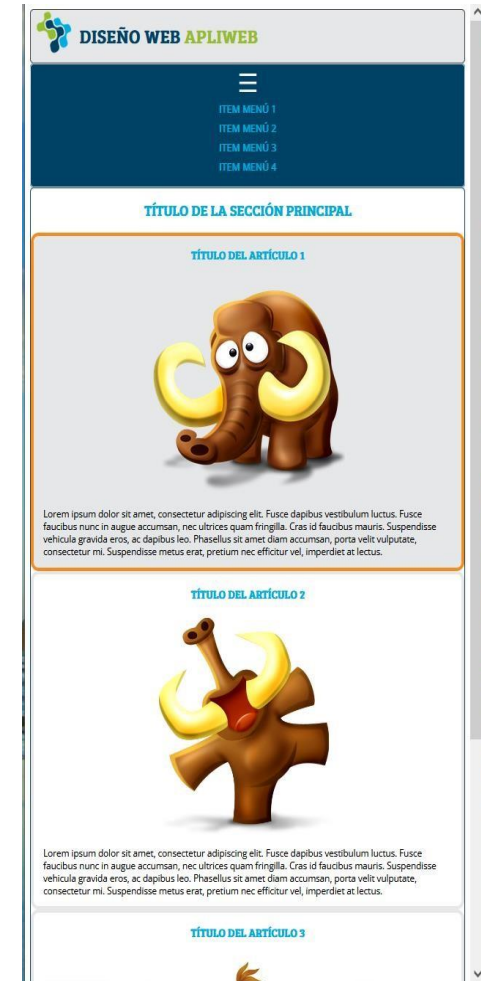 DISEÑO WEB APLIWEB
ITEM MENÚ 1
ITEM MENÚ 2
ITEM MENÚ 3
ITEM MENÚ 4
TÍTULO DE LA SECCIÓN PRINCIPAL
TÍTULO DEL ARTÍCULO 1
Lorem ipsum dolor sit amet, consectetur adipiscing elit. Fusce dapibus vestibulum luctus. Fusce
faucibus nunc in augue accumsan, nec ultrices quam fringilla. Cras id faucibus mauris. Suspendisse
vehicula gravida eros, ac dapibus leo. Phasellus sit amet diam accumsan, porta velit vulputate,
consectetur mi. Suspendisse metus erat, pretium nec efficitur vel, imperdiet at lectus.
TÍTULO DEL ARTÍCULO 2
Lorem ipsum dolor sit amet, consectetur adipiscing elit. Fusce dapibus vestibulum luctus. Fusce
faucibus nunc in augue accumsan, nec ultrices quam fringilla. Cras id faucibus mauris. Suspendisse
vehicula gravida eros, ac dapibus leo. Phasellus sit amet diam accumsan, porta velit vulputate,
consectetur mi. Suspendisse metus erat, pretium nec efficitur vel, imperdiet at lectus.
TÍTULO DEL ARTÍCULO 3